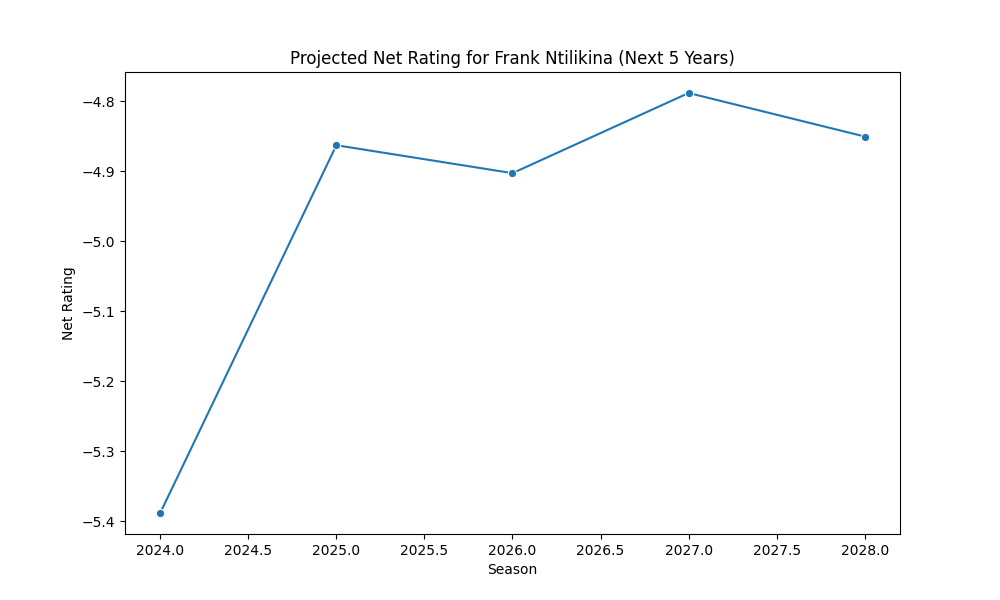 Projected Net Rating for Frank Ntilikina (Next 5 Years)
−4.8
−4.9
−5.0
−5.1
−5.2
−5.3
−5.4
Net Rating
2024.0 2024.5 2025.0 2025.5 2026.0 2026.5 2027.0 2027.5 2028.0
Season